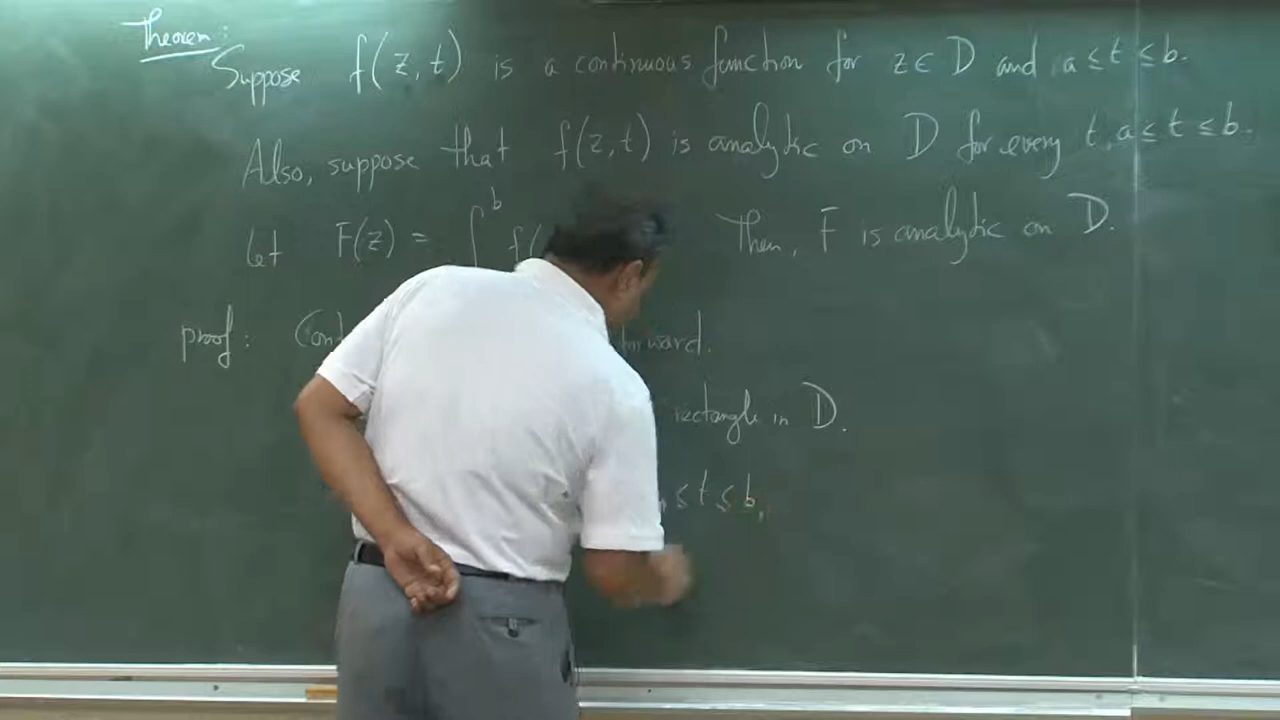 Theorem:
Suppose f(z, t) is a continuous function for z ∈ D and a ≤ t ≤ b.
Also, suppose that f(z, t) is analytic on D for every t, a ≤ t ≤ b.
Let F(z) = ∫ b f( Then, F is analytic on D.
proof: Con rward.
rectangle in D.
≤ t ≤ b,